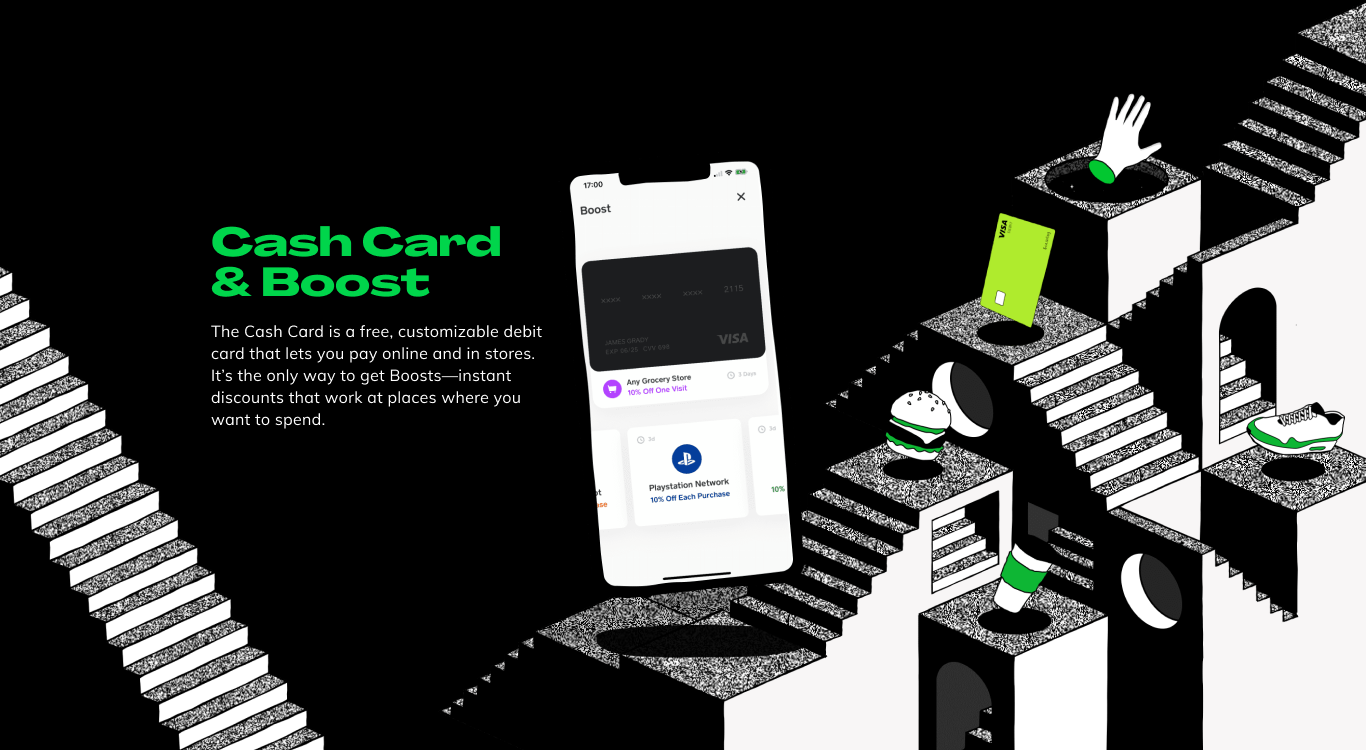 Cash Card
& Boost
The Cash Card is a free, customizable debit
card that lets you pay online and in stores.
It’s the only way to get Boosts—instant
discounts that work at places where you
want to spend.
17:00
Boost
xxxx xxxx xxxx 2115
JAMES GRADY
VISA
Any Grocery Store
10% Off One Visit
3 Days
3d
Playstation Network
10% Off Each Purchase
3d
10%
VISA